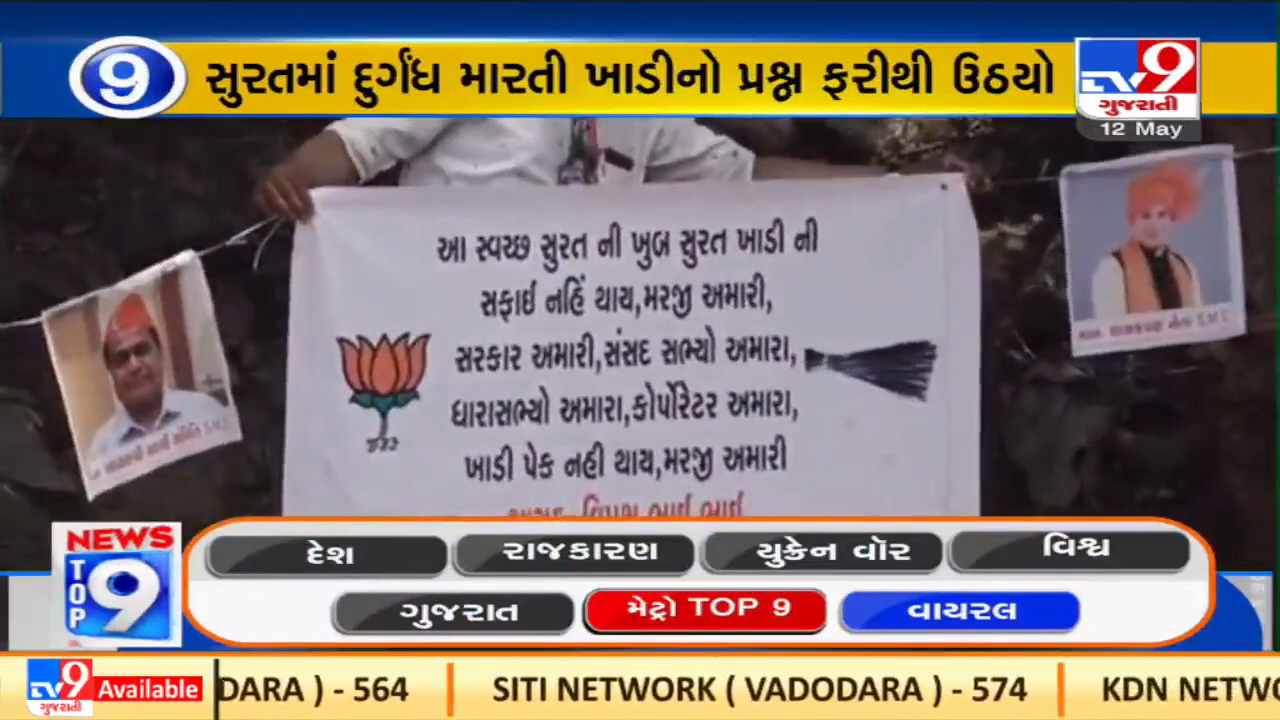 9 સુરતમાં દુર્ગંધ મારતી ખાડીનો પ્રશ્ન ફરીથી ઉઠયો
TV9
ગુજરાતી
12 May
આ સ્વચ્છ સુરત ની ખુબ સુરત ખાડી ની
સફાઈ નહિં થાય,મરજી અમારી,
સરકાર અમારી,સંસદ સભ્યો અમારા,
ધારાસભ્યો અમારા,કોર્પોરેટર અમારા,
ખાડી પેક નહી થાય,મરજી અમારી
NEWS
TOP
9
દેશ
રાજકારણ
યુક્રેન વૉર
વિશ્વ
ગુજરાત
મેટ્રો TOP 9
વાયરલ
TV9
ગુજરાતી
Available
DARA ) - 564
SITI NETWORK ( VADODARA ) - 574
KDN NETW